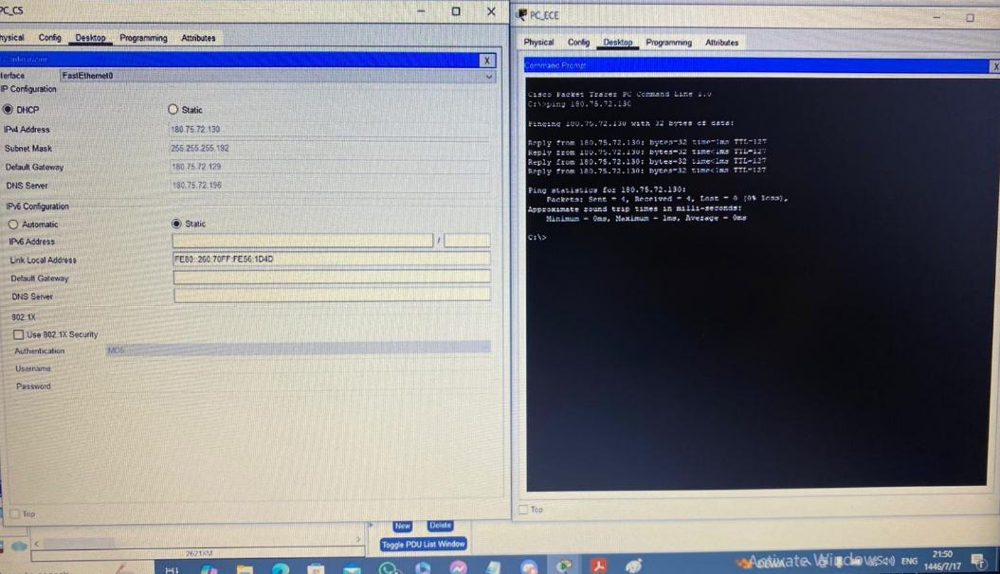 PC_CS
Physical Config Desktop Programming Attributes
X
FastEthernet0
IP Configuration
DHCP
Static
IPv4 Address
180.75.72.130
Subnet Mask
255.255.255.192
Default Gateway
180.75.72.129
DNS Server
180.75.72.196
IPv6 Configuration
Automatic
Static
IPv6 Address
/
Link Local Address
FE80::260:70FF:FE56:1D4D
Default Gateway
DNS Server
802.1X
Use 802.1X Security
Authentication
MD5
Username
Password
Top
2621XM
New
Delete
Toggle PDU List Window
PC_ECE
Physical Config Desktop Programming Attributes
Command Prompt
X
Cisco Packet Tracer PC Command Line 1.0
C:\>ping 180.75.72.130
Pinging 180.75.72.130 with 32 bytes of data:
Reply from 180.75.72.130: bytes=32 time=1ms TTL=127
Reply from 180.75.72.130: bytes=32 time<1ms TTL=127
Reply from 180.75.72.130: bytes=32 time<1ms TTL=127
Reply from 180.75.72.130: bytes=32 time<1ms TTL=127
Ping statistics for 180.75.72.130:
Packets: Sent = 4, Received = 4, Lost = 0 (0% loss),
Approximate round trip times in milli-seconds:
Minimum = 0ms, Maximum = 1ms, Average = 0ms
C:\>
Top
Activate Windows
DEWA
ENG
21:50
1446/7/17